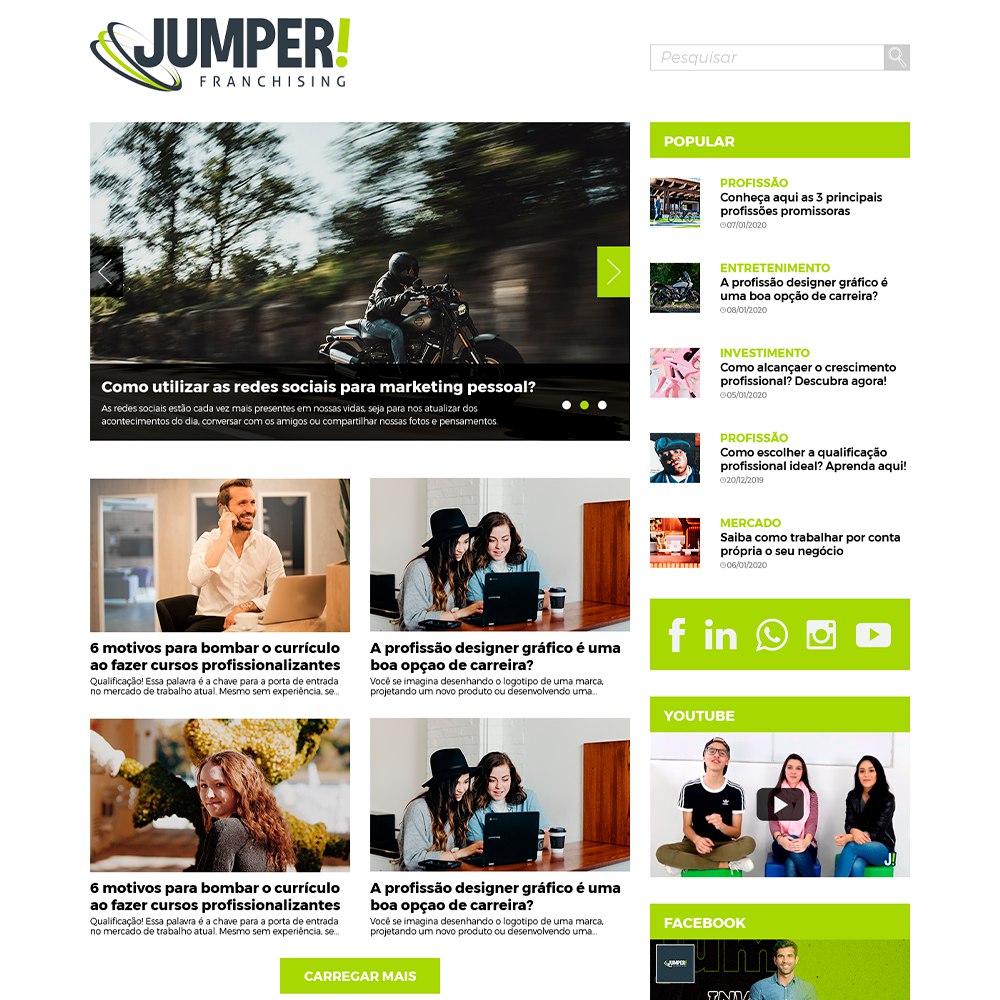 JUMPER!
FRANCHISING
Pesquisar
Como utilizar as redes sociais para marketing pessoal?
As redes sociais estão cada vez mais presentes em nossas vidas, seja para nos atualizar dos
acontecimentos do dia, conversar com os amigos ou compartilhar nossas fotos e pensamentos.
6 motivos para bombar o currículo
ao fazer cursos profissionalizantes
Qualificação! Essa palavra é a chave para a porta de entrada
no mercado de trabalho atual. Mesmo sem experiência, se...
A profissão designer gráfico é uma
boa opçao de carreira?
Você se imagina desenhando o logotipo de uma marca,
projetando um novo produto ou desenvolvendo uma...
6 motivos para bombar o currículo
ao fazer cursos profissionalizantes
Qualificação! Essa palavra é a chave para a porta de entrada
no mercado de trabalho atual. Mesmo sem experiência, se...
A profissão designer gráfico é uma
boa opçao de carreira?
Você se imagina desenhando o logotipo de uma marca,
projetando um novo produto ou desenvolvendo uma...
CARREGAR MAIS
POPULAR
PROFISSÃO
Conheça aqui as 3 principais
profissões promissoras
07/01/2020
ENTRETENIMENTO
A profissão designer gráfico é
uma boa opção de carreira?
08/01/2020
INVESTIMENTO
Como alcançaer o crescimento
profissional? Descubra agora!
05/01/2020
PROFISSÃO
Como escolher a qualificação
profissional ideal? Aprenda aqui!
20/12/2019
MERCADO
Saiba como trabalhar por conta
própria o seu negócio
06/01/2020
YOUTUBE
J!
FACEBOOK
JUMPER!